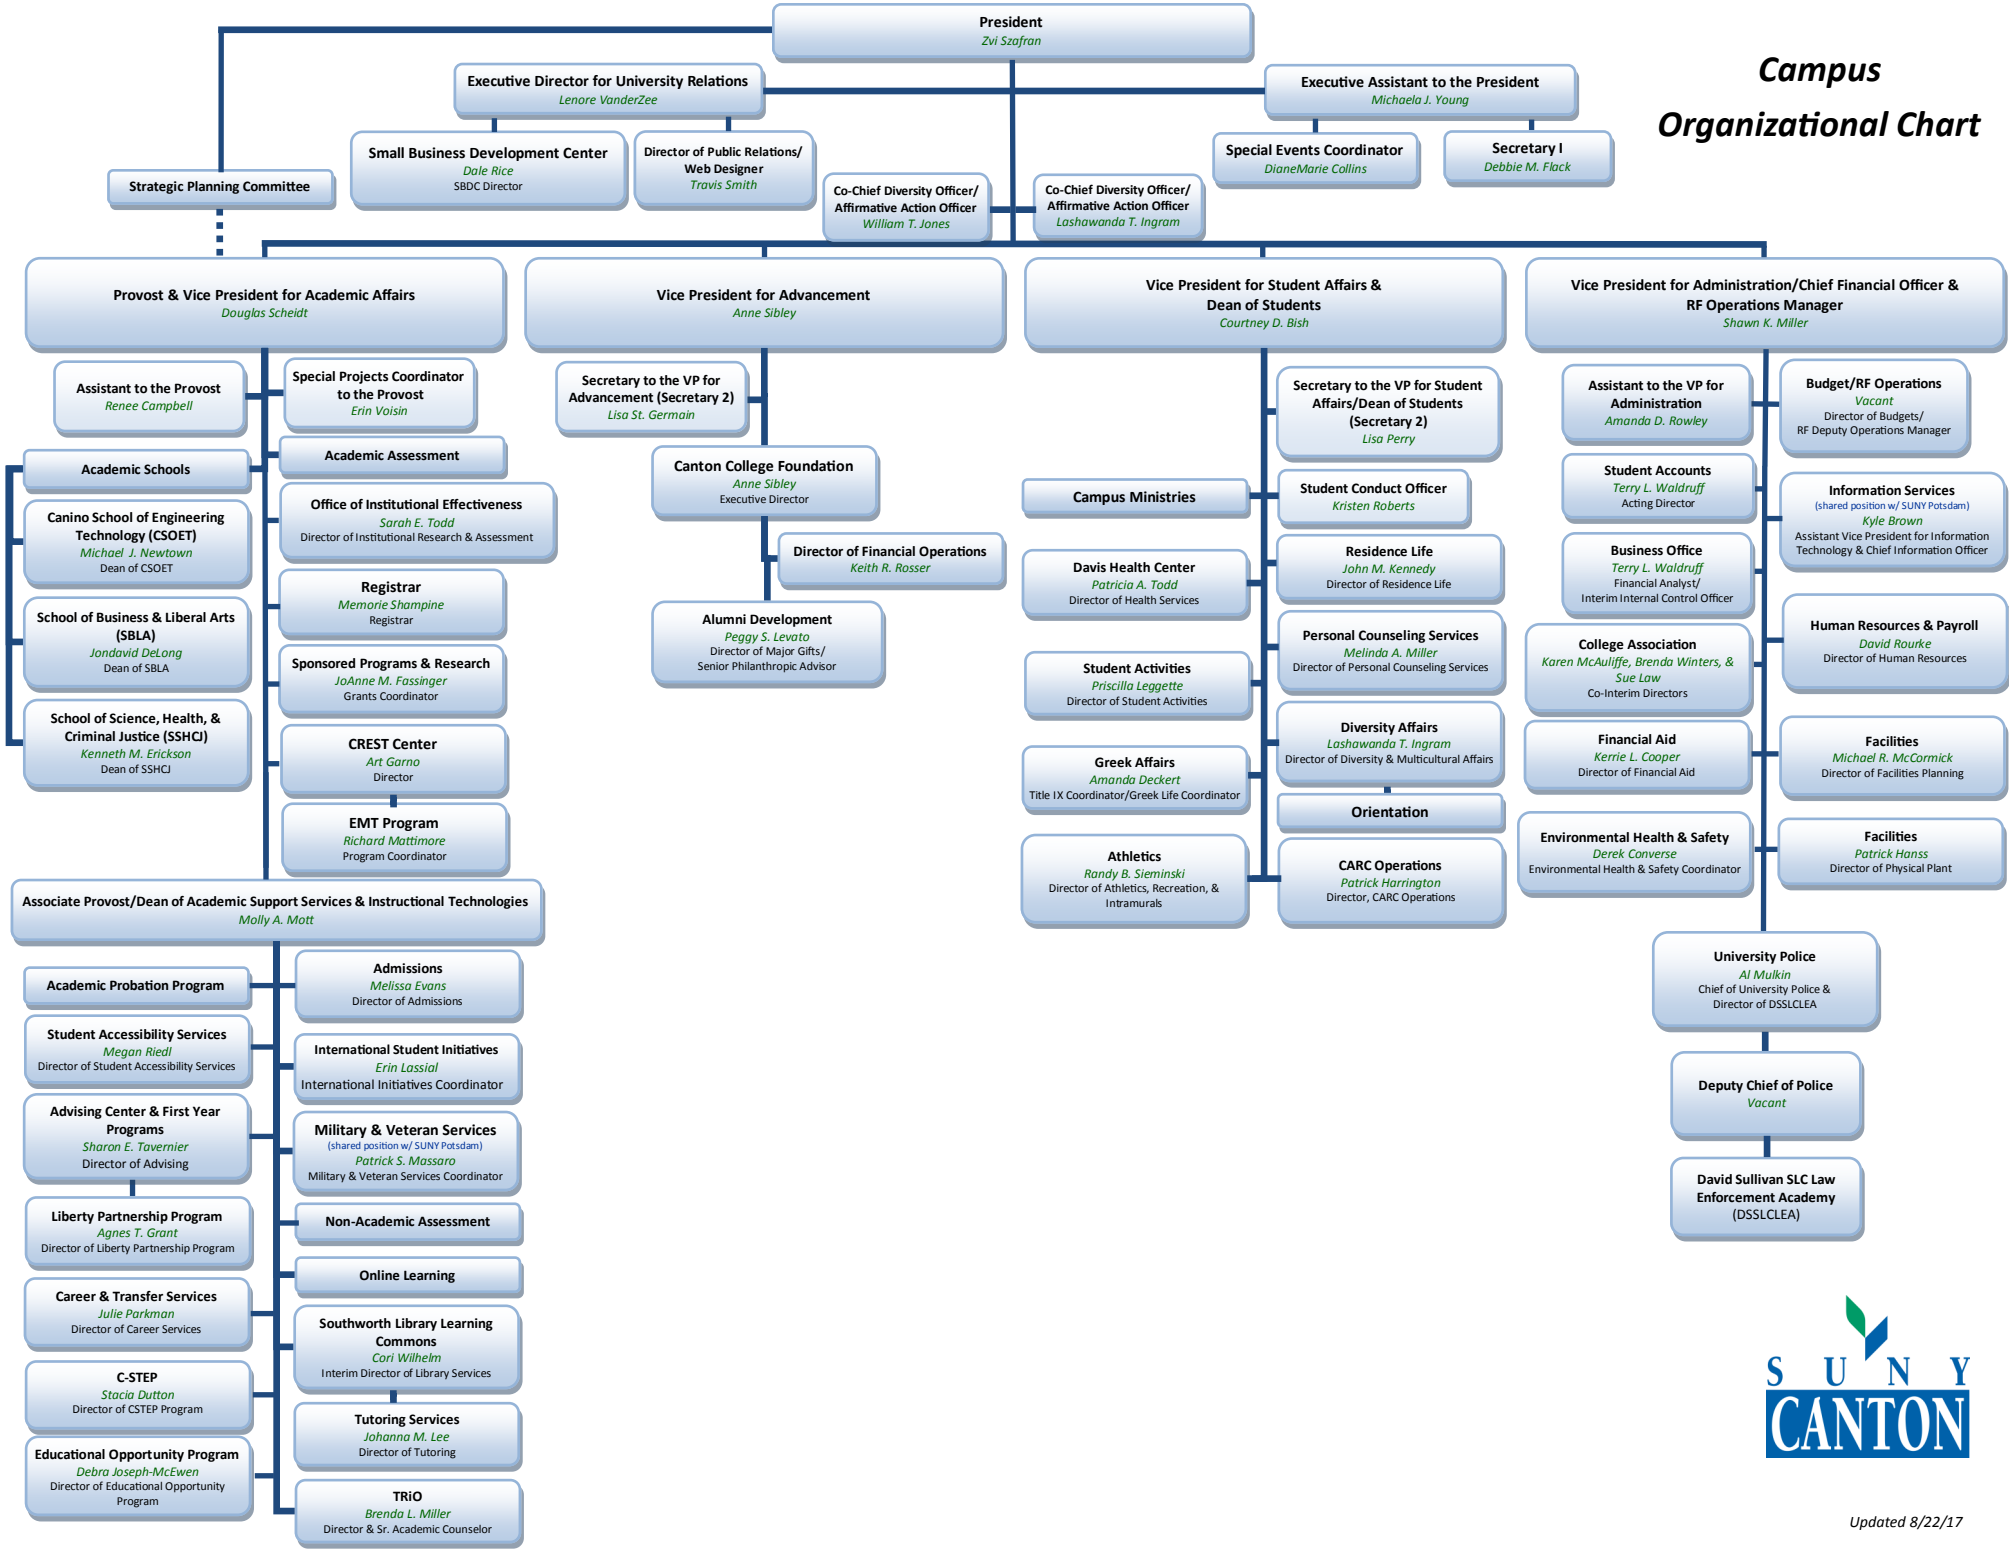 President
Zvi Szafran
Campus
Organizational Chart
Executive Director for University Relations
Lenore VanderZee
Executive Assistant to the President
Michaela J. Young
Small Business Development Center
Dale Rice
SBDC Director
Director of Public Relations/
Web Designer
Travis Smith
Special Events Coordinator
DianeMarie Collins
Secretary I
Debbie M. Flack
Strategic Planning Committee
Co-Chief Diversity Officer/
Affirmative Action Officer
William T. Jones
Co-Chief Diversity Officer/
Affirmative Action Officer
Lashawanda T. Ingram
Provost & Vice President for Academic Affairs
Douglas Scheidt
Vice President for Advancement
Anne Sibley
Vice President for Student Affairs &
Dean of Students
Courtney D. Bish
Vice President for Administration/Chief Financial Officer &
RF Operations Manager
Shawn K. Miller
Assistant to the Provost
Renee Campbell
Special Projects Coordinator
to the Provost
Erin Voisin
Academic Schools
Academic Assessment
Canino School of Engineering
Technology (CSOET)
Michael J. Newtown
Dean of CSOET
Office of Institutional Effectiveness
Sarah E. Todd
Director of Institutional Research & Assessment
School of Business & Liberal Arts
(SBLA)
Jondavid DeLong
Dean of SBLA
Registrar
Memorie Shampine
Registrar
Sponsored Programs & Research
JoAnne M. Fassinger
Grants Coordinator
School of Science, Health, &
Criminal Justice (SSHCJ)
Kenneth M. Erickson
Dean of SSHCJ
CREST Center
Art Garno
Director
EMT Program
Richard Mattimore
Program Coordinator
Associate Provost/Dean of Academic Support Services & Instructional Technologies
Molly A. Mott
Academic Probation Program
Admissions
Melissa Evans
Director of Admissions
Student Accessibility Services
Megan Riedl
Director of Student Accessibility Services
International Student Initiatives
Erin Lassial
International Initiatives Coordinator
Advising Center & First Year
Programs
Sharon E. Tavernier
Director of Advising
Military & Veteran Services
(shared position w/ SUNY Potsdam)
Patrick S. Massaro
Military & Veteran Services Coordinator
Liberty Partnership Program
Agnes T. Grant
Director of Liberty Partnership Program
Non-Academic Assessment
Online Learning
Career & Transfer Services
Julie Parkman
Director of Career Services
Southworth Library Learning
Commons
Cori Wilhelm
Interim Director of Library Services
C-STEP
Stacia Dutton
Director of CSTEP Program
Tutoring Services
Johanna M. Lee
Director of Tutoring
Educational Opportunity Program
Debra Joseph-McEwen
Director of Educational Opportunity
Program
TRiO
Brenda L. Miller
Director & Sr. Academic Counselor
Secretary to the VP for
Advancement (Secretary 2)
Lisa St. Germain
Canton College Foundation
Anne Sibley
Executive Director
Director of Financial Operations
Keith R. Rosser
Alumni Development
Peggy S. Levato
Director of Major Gifts/
Senior Philanthropic Advisor
Secretary to the VP for Student
Affairs/Dean of Students
(Secretary 2)
Lisa Perry
Campus Ministries
Student Conduct Officer
Kristen Roberts
Davis Health Center
Patricia A. Todd
Director of Health Services
Residence Life
John M. Kennedy
Director of Residence Life
Personal Counseling Services
Melinda A. Miller
Director of Personal Counseling Services
Student Activities
Priscilla Leggette
Director of Student Activities
Diversity Affairs
Lashawanda T. Ingram
Director of Diversity & Multicultural Affairs
Greek Affairs
Amanda Deckert
Title IX Coordinator/Greek Life Coordinator
Orientation
Athletics
Randy B. Sieminski
Director of Athletics, Recreation, &
Intramurals
CARC Operations
Patrick Harrington
Director, CARC Operations
Assistant to the VP for
Administration
Amanda D. Rowley
Budget/RF Operations
Vacant
Director of Budgets/
RF Deputy Operations Manager
Student Accounts
Terry L. Waldruff
Acting Director
Information Services
(shared position w/ SUNY Potsdam)
Kyle Brown
Assistant Vice President for Information
Technology & Chief Information Officer
Business Office
Terry L. Waldruff
Financial Analyst/
Interim Internal Control Officer
Human Resources & Payroll
David Rourke
Director of Human Resources
College Association
Karen McAuliffe, Brenda Winters, &
Sue Law
Co-Interim Directors
Financial Aid
Kerrie L. Cooper
Director of Financial Aid
Facilities
Michael R. McCormick
Director of Facilities Planning
Environmental Health & Safety
Derek Converse
Environmental Health & Safety Coordinator
Facilities
Patrick Hanss
Director of Physical Plant
University Police
Al Mulkin
Chief of University Police &
Director of DSSLCLEA
Deputy Chief of Police
Vacant
David Sullivan SLC Law
Enforcement Academy
(DSSLCLEA)
SUNY
CANTON
Updated 8/22/17